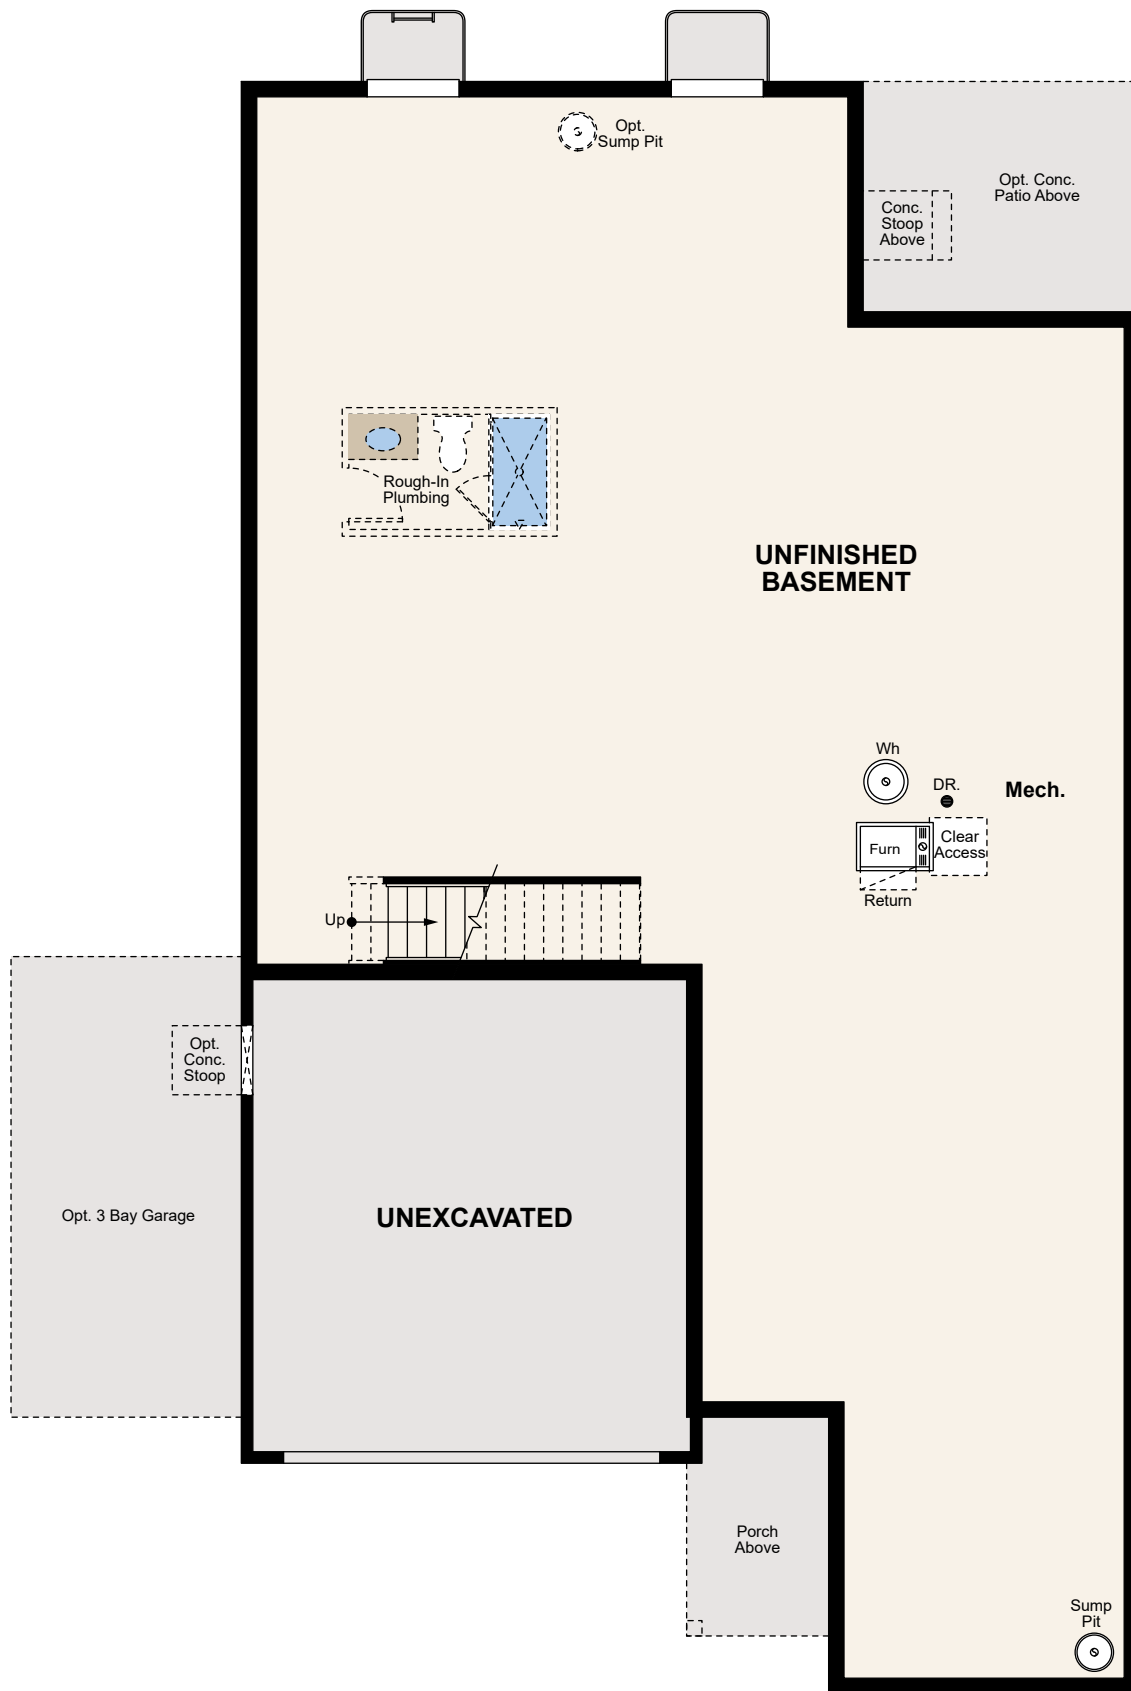 Opt.
Sump Pit
Opt. Conc.
Patio Above
Conc.
Stoop
Above
Rough-In
Plumbing
UNFINISHED
BASEMENT
Wh
DR.
Mech.
Furn
Clear
Access
Return
Up
Opt.
Conc.
Stoop
Opt. 3 Bay Garage
UNEXCAVATED
Porch
Above
Sump
Pit